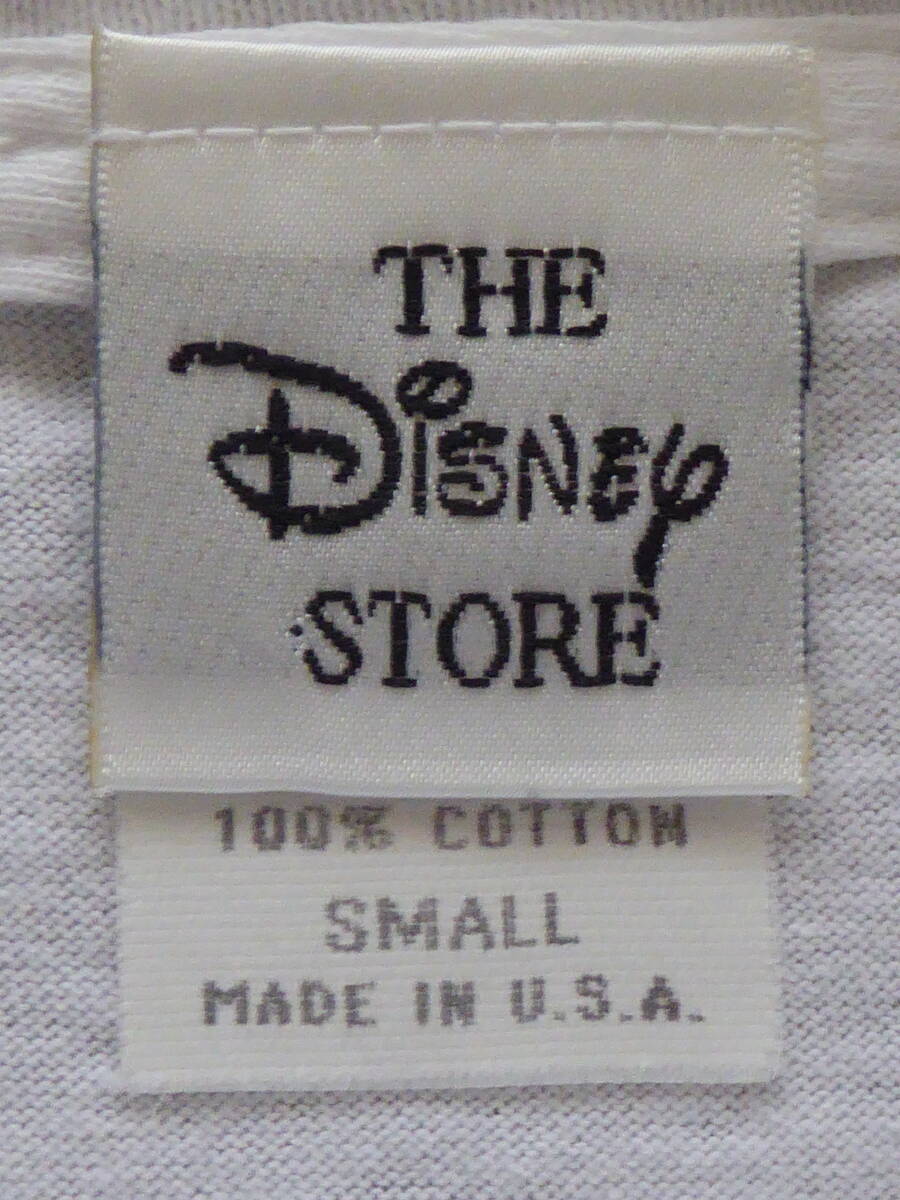 THE
Disney
STORE
100% COTTON
SMALL
MADE IN U.S.A.